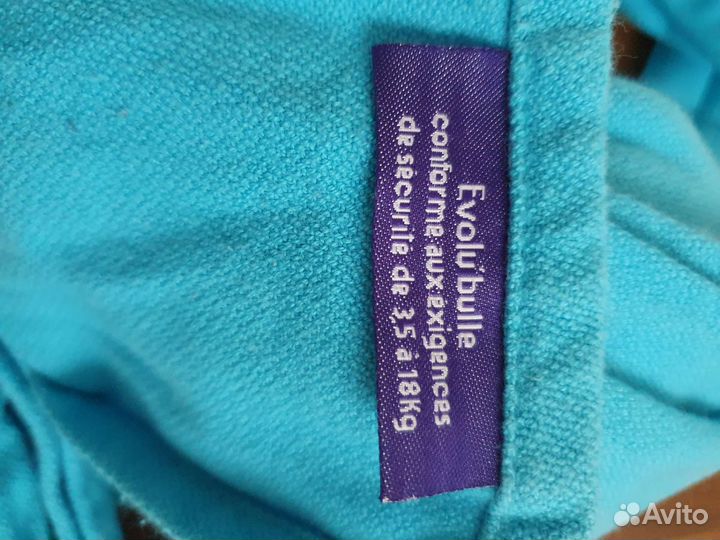 Evolu'bulle
conforme aux exigences
de sécurité de 3,5 à 18Kg
Avito